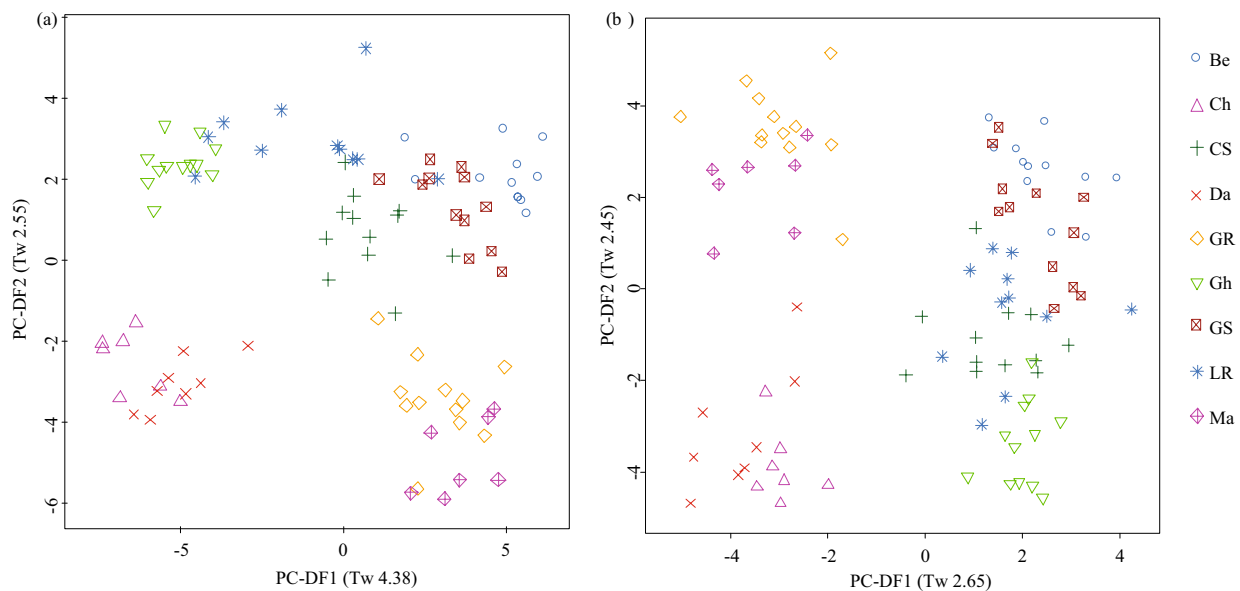 (a)
4
2
0
-2
-4
-6
PC-DF2 (Tw 2.55)
-5
0
5
PC-DF1 (Tw 4.38)
(b )
4
2
0
-2
-4
PC-DF2 (Tw 2.45)
-4
-2
0
2
4
PC-DF1 (Tw 2.65)
Be
Ch
CS
Da
GR
Gh
GS
LR
Ma